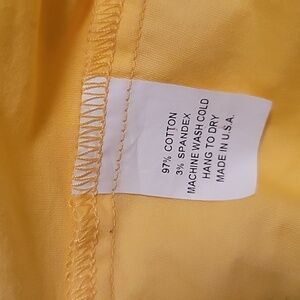 97% COTTON
3% SPANDEX
MACHINE WASH COLD
HANG TO DRY
MADE IN U.S.A.